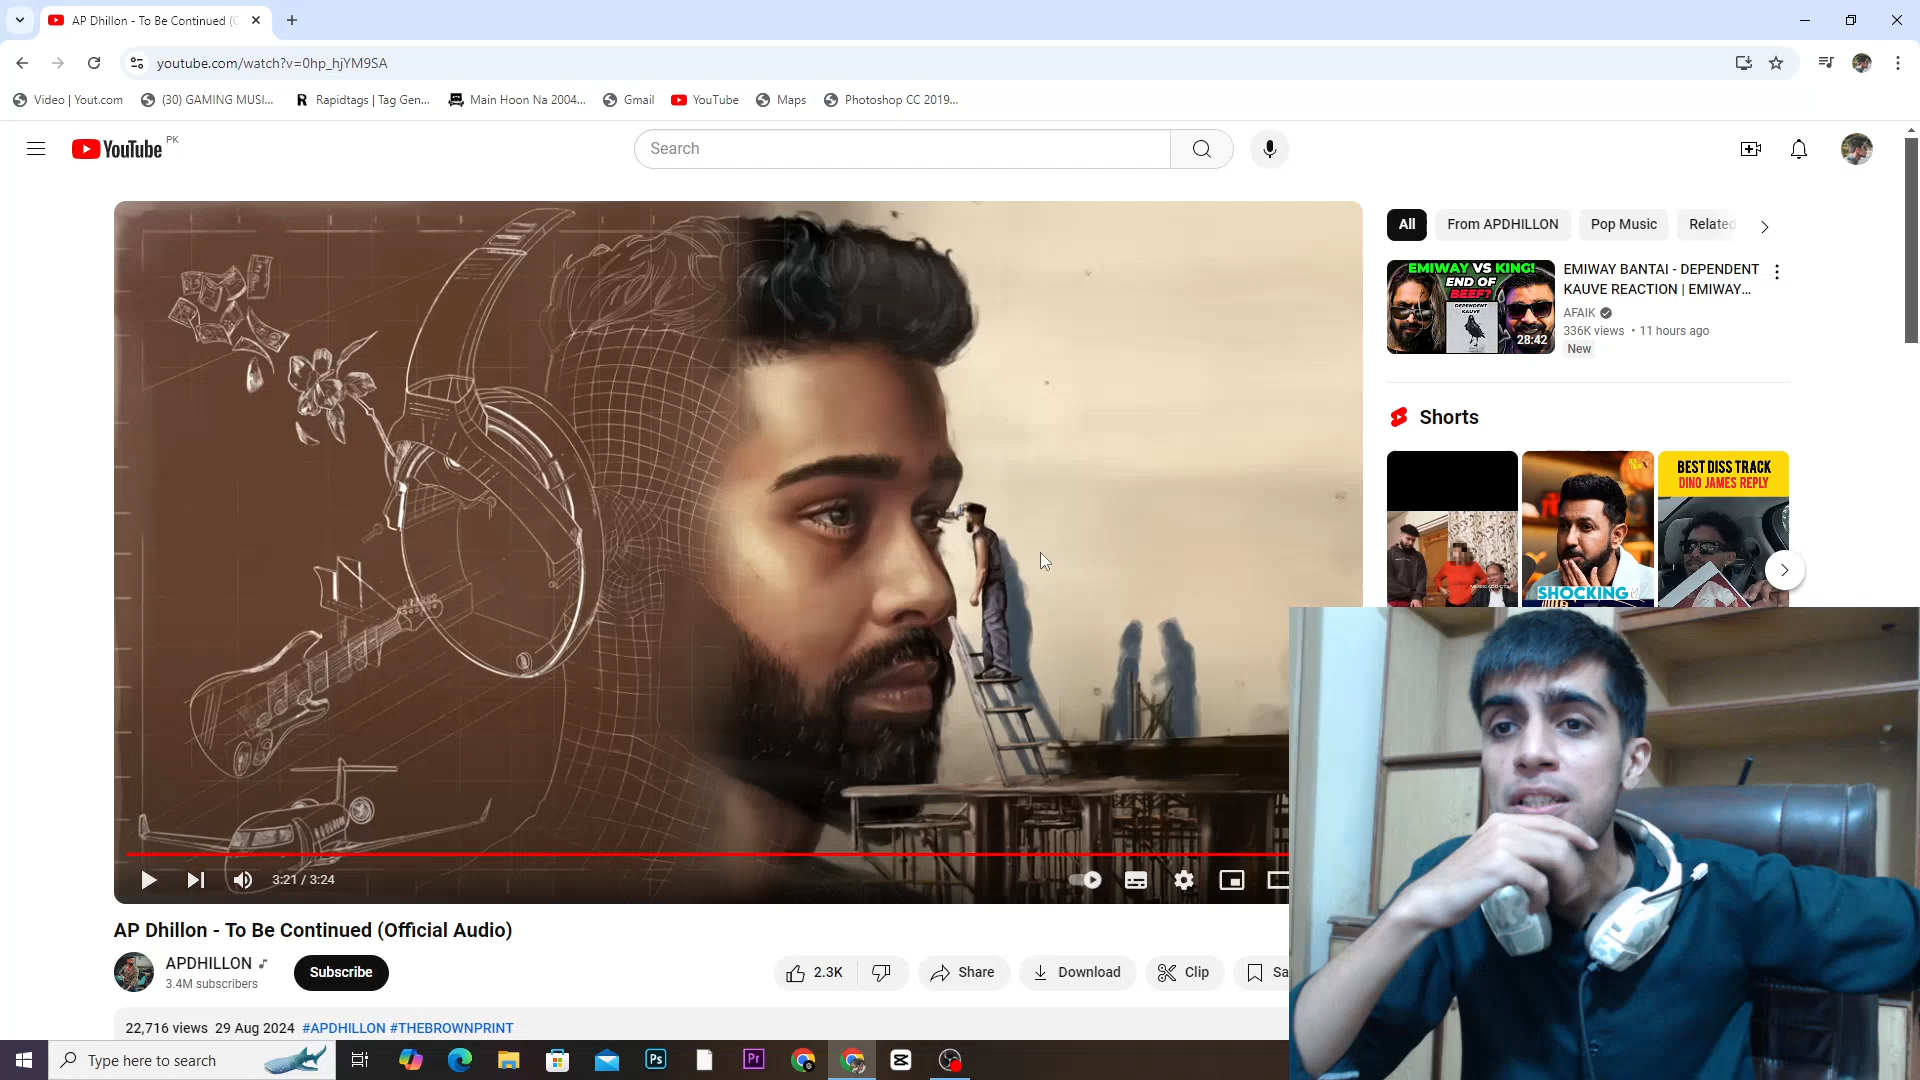 AP Dhillon - To Be Continued (
youtube.com/watch?v=0hp_hjYM9SA
Video | Yout.com
(30) GAMING MUSI...
Rapidtags | Tag Gen...
Main Hoon Na 2004...
Gmail
YouTube
Maps
Photoshop CC 2019...
YouTube PK
Search
All
From APDHILLON
Pop Music
Related
EMIWAY VS KING!
END OF
BEEF?
DEPENDENT
KAUVE
28:42
EMIWAY BANTAI - DEPENDENT
KAUVE REACTION | EMIWAY...
AFAIK
336K views • 11 hours ago
New
Shorts
SHOCKING
BEST DISS TRACK
DINO JAMES REPLY
3:21 / 3:24
AP Dhillon - To Be Continued (Official Audio)
APDHILLON
3.4M subscribers
Subscribe
2.3K
Share
Download
Clip
Sa
22,716 views 29 Aug 2024 #APDHILLON #THEBROWNPRINT
Type here to search
Ps
Pr